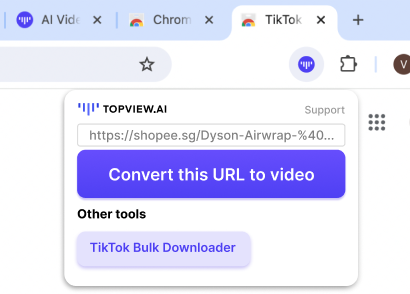 AI Vide
Chrom
TikTok
V
TOPVIEW.AI
Support
https://shopee.sg/Dyson-Airwrap-%40...
Convert this URL to video
Other tools
TikTok Bulk Downloader